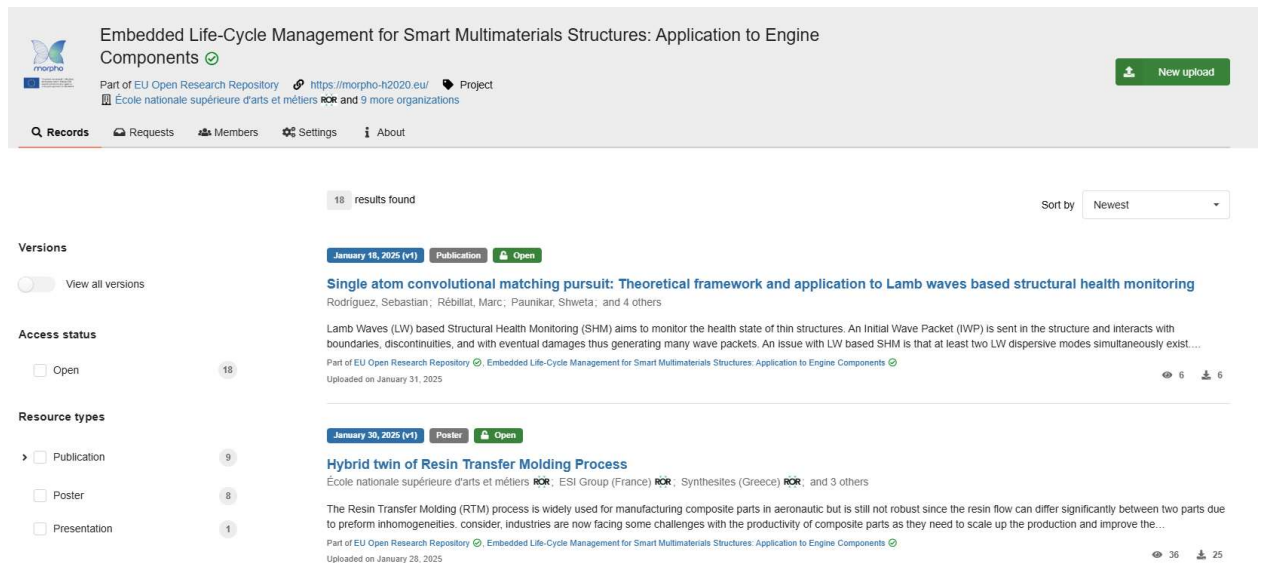 Embedded Life-Cycle Management for Smart Multimaterials Structures: Application to Engine
Components
morpho
Part of EU Open Research Repository https://morpho-h2020.eu/ Project
École nationale supérieure d'arts et métiers ROR and 9 more organizations
New upload
Records Requests Members Settings About
18 results found
Sort by Newest
Versions
View all versions
Access status
Open 18
Resource types
Publication 9
Poster 8
Presentation 1
January 18, 2025 (v1) Publication Open
Single atom convolutional matching pursuit: Theoretical framework and application to Lamb waves based structural health monitoring
Rodríguez, Sebastian; Rébillat, Marc; Paunikar, Shweta; and 4 others
Lamb Waves (LW) based Structural Health Monitoring (SHM) aims to monitor the health state of thin structures. An Initial Wave Packet (IWP) is sent in the structure and interacts with
boundaries, discontinuities, and with eventual damages thus generating many wave packets. An issue with LW based SHM is that at least two LW dispersive modes simultaneously exist....
Part of EU Open Research Repository, Embedded Life-Cycle Management for Smart Multimaterials Structures: Application to Engine Components
Uploaded on January 31, 2025
6 6
January 30, 2025 (v1) Poster Open
Hybrid twin of Resin Transfer Molding Process
École nationale supérieure d'arts et métiers ROR; ESI Group (France) ROR; Synthesites (Greece) ROR; and 3 others
The Resin Transfer Molding (RTM) process is widely used for manufacturing composite parts in aeronautic but is still not robust since the resin flow can differ significantly between two parts due
to preform inhomogeneities. consider, industries are now facing some challenges with the productivity of composite parts as they need to scale up the production and improve the...
Part of EU Open Research Repository, Embedded Life-Cycle Management for Smart Multimaterials Structures: Application to Engine Components
Uploaded on January 28, 2025
36 25